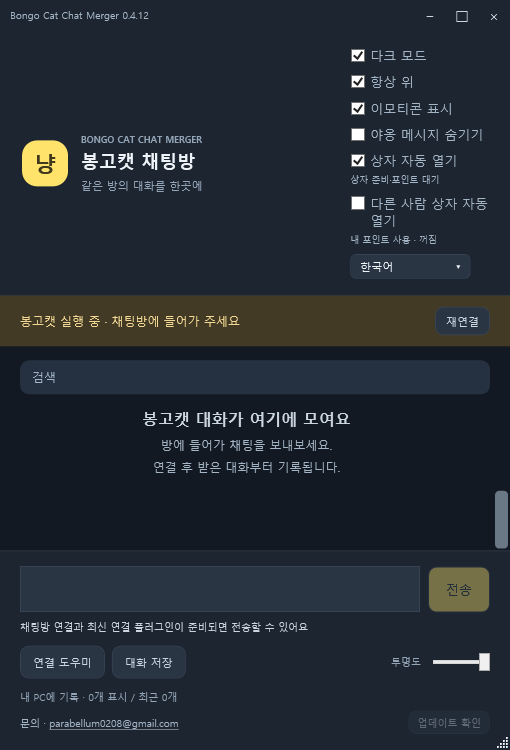 Bongo Cat Chat Merger 0.4.12
다크 모드
항상 위
이모티콘 표시
야옹 메시지 숨기기
상자 자동 열기
상자 준비·포인트 대기
다른 사람 상자 자동
열기
내 포인트 사용 · 꺼짐
한국어
냥
BONGO CAT CHAT MERGER
봉고캣 채팅방
같은 방의 대화를 한곳에
봉고캣 실행 중 · 채팅방에 들어가 주세요
재연결
검색
봉고캣 대화가 여기에 모여요
방에 들어가 채팅을 보내보세요.
연결 후 받은 대화부터 기록됩니다.
전송
채팅방 연결과 최신 연결 플러그인이 준비되면 전송할 수 있어요
연결 도우미
대화 저장
투명도
내 PC에 기록 · 0개 표시 / 최근 0개
문의 · parabellum0208@gmail.com
업데이트 확인